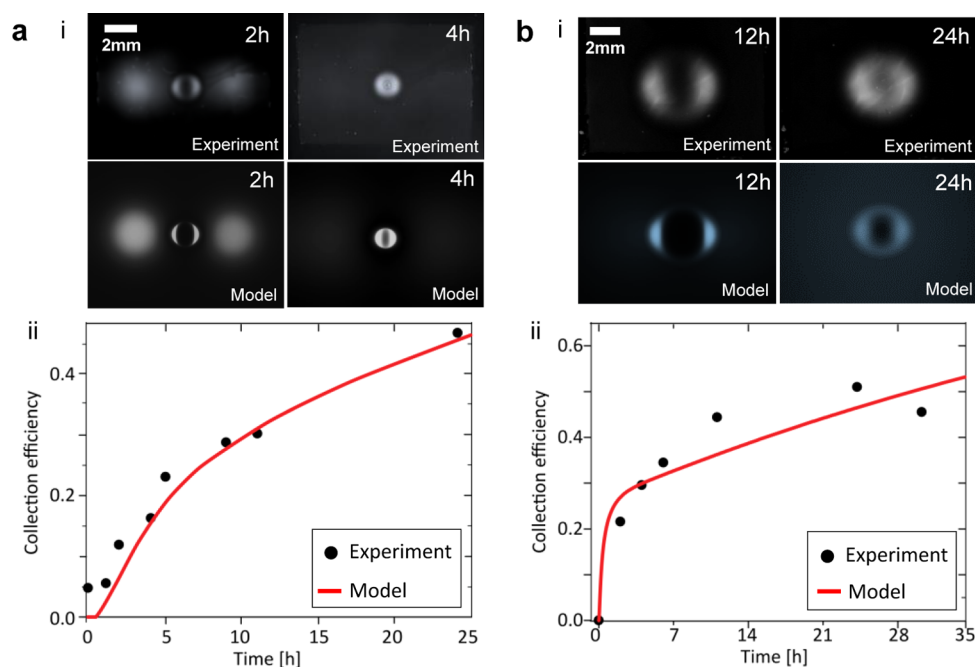 a
i
2mm
2h
Experiment
4h
Experiment
2h
Model
4h
Model
ii
Collection efficiency
0.4
0.2
0.0
0
5
10
15
20
25
Time [h]
Experiment
Model
b
i
2mm
12h
Experiment
24h
Experiment
12h
Model
24h
Model
ii
Collection efficiency
0.6
0.4
0.2
0.0
0
7
14
21
28
35
Time [h]
Experiment
Model